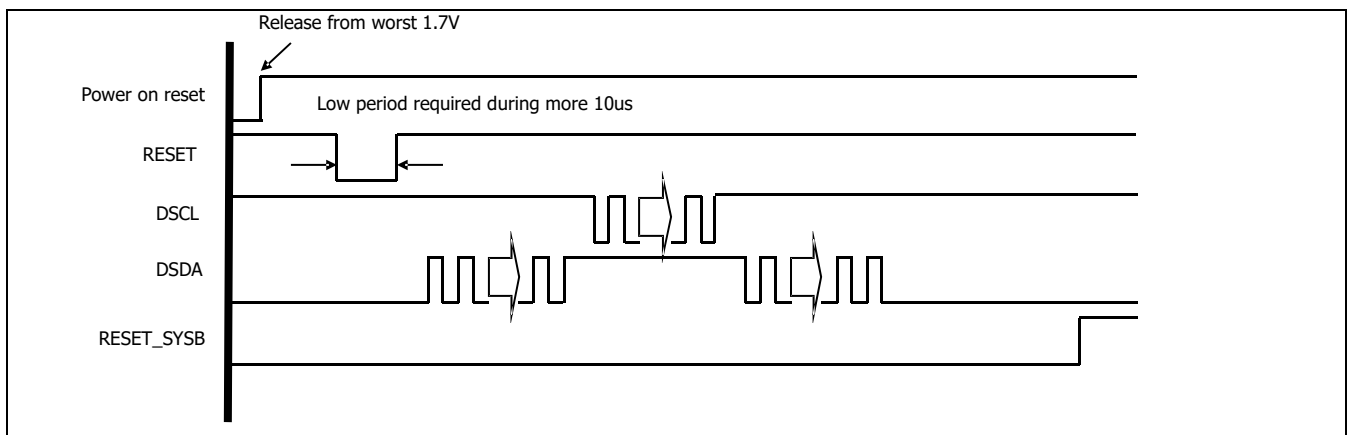 Release from worst 1.7V
Power on reset
Low period required during more 10us
RESET
DSCL
DSDA
RESET_SYSB